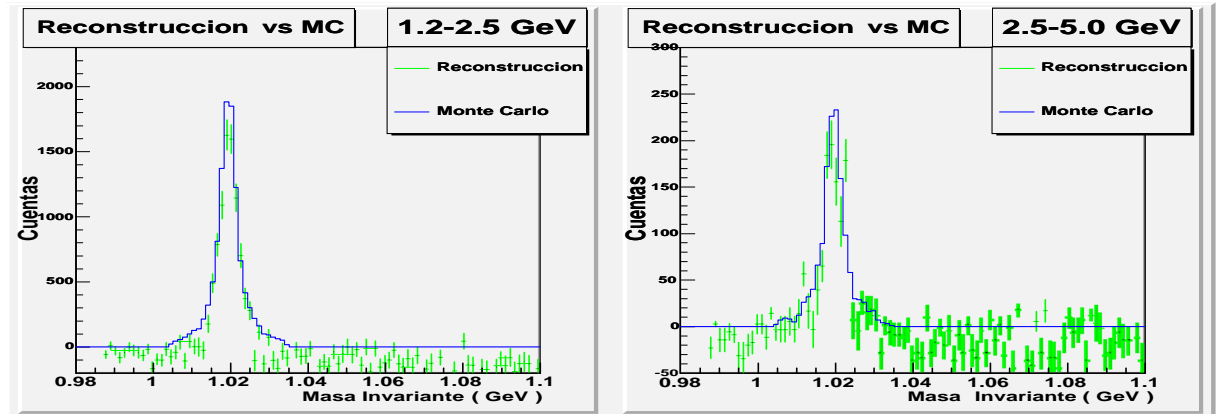 Reconstruccion vs MC
1.2-2.5 GeV
Reconstruccion
Monte Carlo
Cuentas
2000
1500
1000
500
0
0.98
1
1.02
1.04
1.06
1.08
1.1
Masa Invariante ( GeV )
Reconstruccion vs MC
2.5-5.0 GeV
Reconstruccion
Monte Carlo
Cuentas
300
250
200
150
100
50
0
-50
0.98
1
1.02
1.04
1.06
1.08
1.1
Masa Invariante ( GeV )